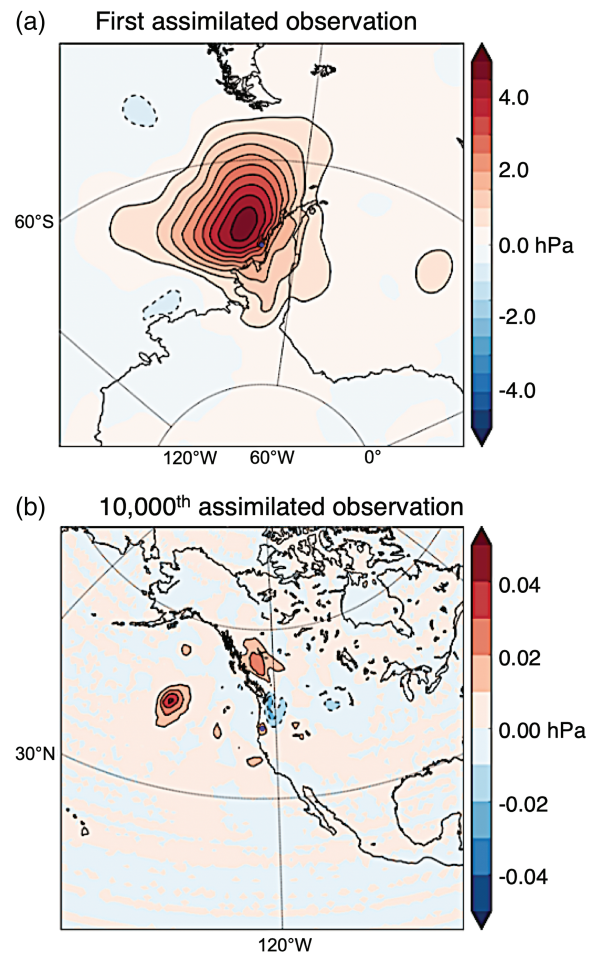 (a) First assimilated observation
4.0
2.0
60°S
0.0 hPa
-2.0
-4.0
120°W 60°W 0°
(b) 10,000th assimilated observation
0.04
0.02
0.00 hPa
30°N
-0.02
-0.04
120°W